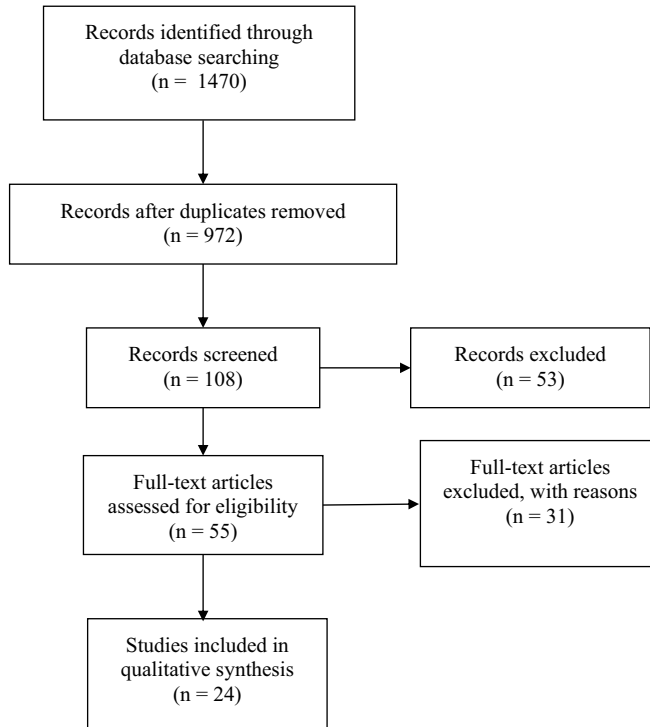 Records identified through
database searching
(n = 1470)
Records after duplicates removed
(n = 972)
Records screened
(n = 108)
Records excluded
(n = 53)
Full-text articles
assessed for eligibility
(n = 55)
Full-text articles
excluded, with reasons
(n = 31)
Studies included in
qualitative synthesis
(n = 24)